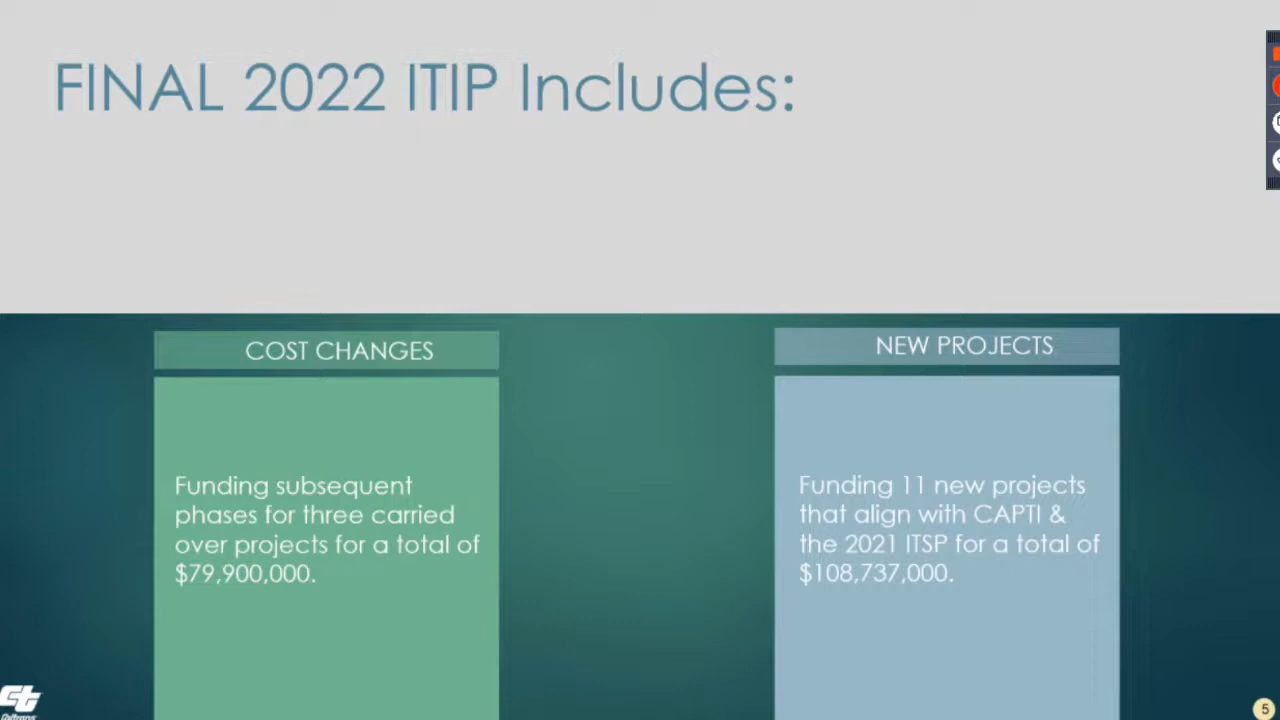 FINAL 2022 ITIP Includes:
COST CHANGES
Funding subsequent
phases for three carried
over projects for a total of
$79,900,000.
NEW PROJECTS
Funding 11 new projects
that align with CAPTI &
the 2021 ITSP for a total of
$108,737,000.
Caltrans
5